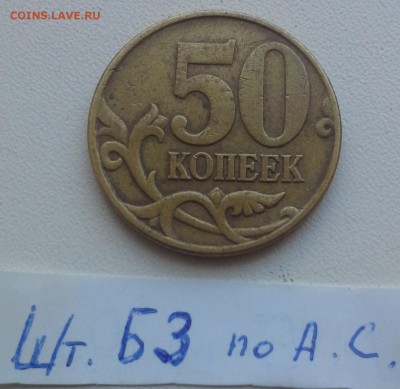 COINS.LAVE.RU
50
КОПЕЕК
Шт. Б3 по А.С.